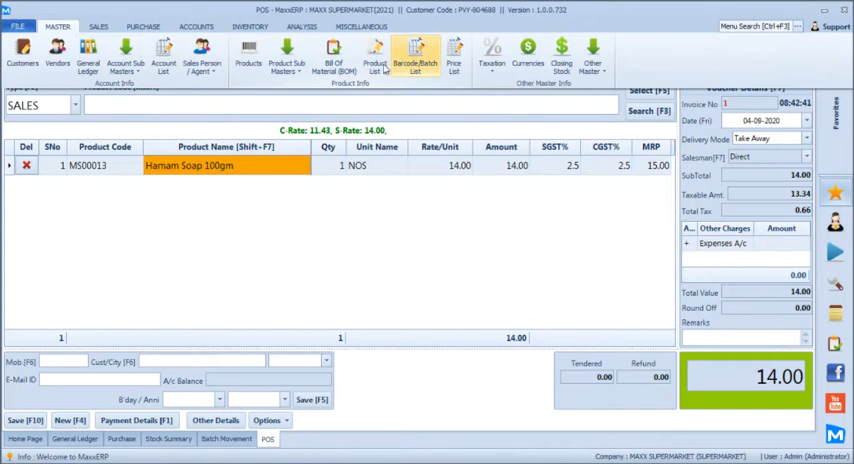 POS - MaxxERP : MAXX SUPERMARKET(2021) / Customer Code : PVY-804688 / Version : 1.0.0.732
FILE MASTER SALES PURCHASE ACCOUNTS INVENTORY ANALYSIS MISCELLANEOUS Menu Search [Ctrl+F3] Support
Customers Vendors General Ledger Account Sub Masters Account List Sales Person / Agent Products Product Sub Masters Bill Of Material (BOM) Product List Barcode/Batch List Price List Taxation Currencies Closing Stock Other Master
Account Info Product Info Other Master Info
SALES
Select [F5]
Search [F3]
C-Rate: 11.43, S-Rate: 14.00,
Del SNo Product Code Product Name [Shift+F7] Qty Unit Name Rate/Unit Amount SGST% CGST% MRP
1 MS00013 Hamam Soap 100gm 1 NOS 14.00 14.00 2.5 2.5 15.00
1 1 14.00
Invoice No 1 08:42:41
Date (Fri) 04-09-2020
Delivery Mode Take Away
Salesman[F7] Direct
SubTotal 14.00
Taxable Amt. 13.34
Total Tax 0.66
A... Other Charges Amount
+ Expenses A/c
0.00
Total Value 14.00
Round Off 0.00
Remarks
Favorites
Mob.[F6] Cust/City [F6]
E-Mail ID A/c Balance
B'day / Anni Save [F5]
Tendered Refund
0.00 0.00
14.00
Save [F10] New [F4] Payment Details [F1] Other Details Options
Home Page General Ledger Purchase Stock Summary Batch Movement POS
Info : Welcome to MaxxERP Company : MAXX SUPERMARKET (SUPERMARKET) User : Admin (Administrator)